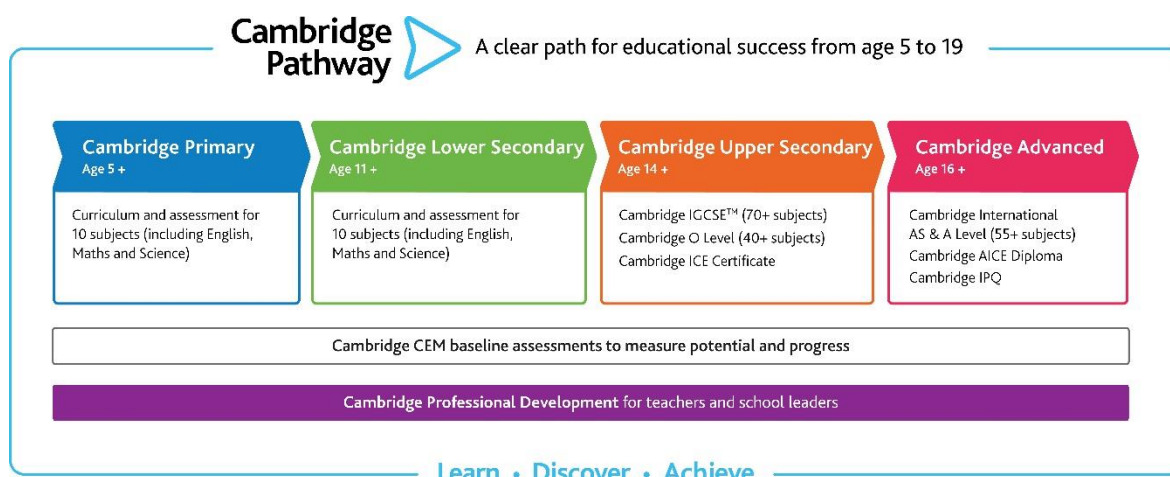 Cambridge
Pathway
A clear path for educational success from age 5 to 19
Cambridge Primary
Age 5 +
Curriculum and assessment for
10 subjects (including English,
Maths and Science)
Cambridge Lower Secondary
Age 11 +
Curriculum and assessment for
10 subjects (including English,
Maths and Science)
Cambridge Upper Secondary
Age 14 +
Cambridge IGCSE™ (70+ subjects)
Cambridge O Level (40+ subjects)
Cambridge ICE Certificate
Cambridge Advanced
Age 16 +
Cambridge International
AS & A Level (55+ subjects)
Cambridge AICE Diploma
Cambridge IPQ
Cambridge CEM baseline assessments to measure potential and progress
Cambridge Professional Development for teachers and school leaders
Learn • Discover • Achieve